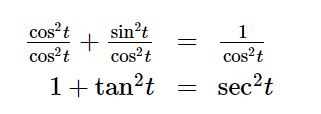 cos²t/cos²t + sin²t/cos²t = 1/cos²t
1 + tan²t = sec²t